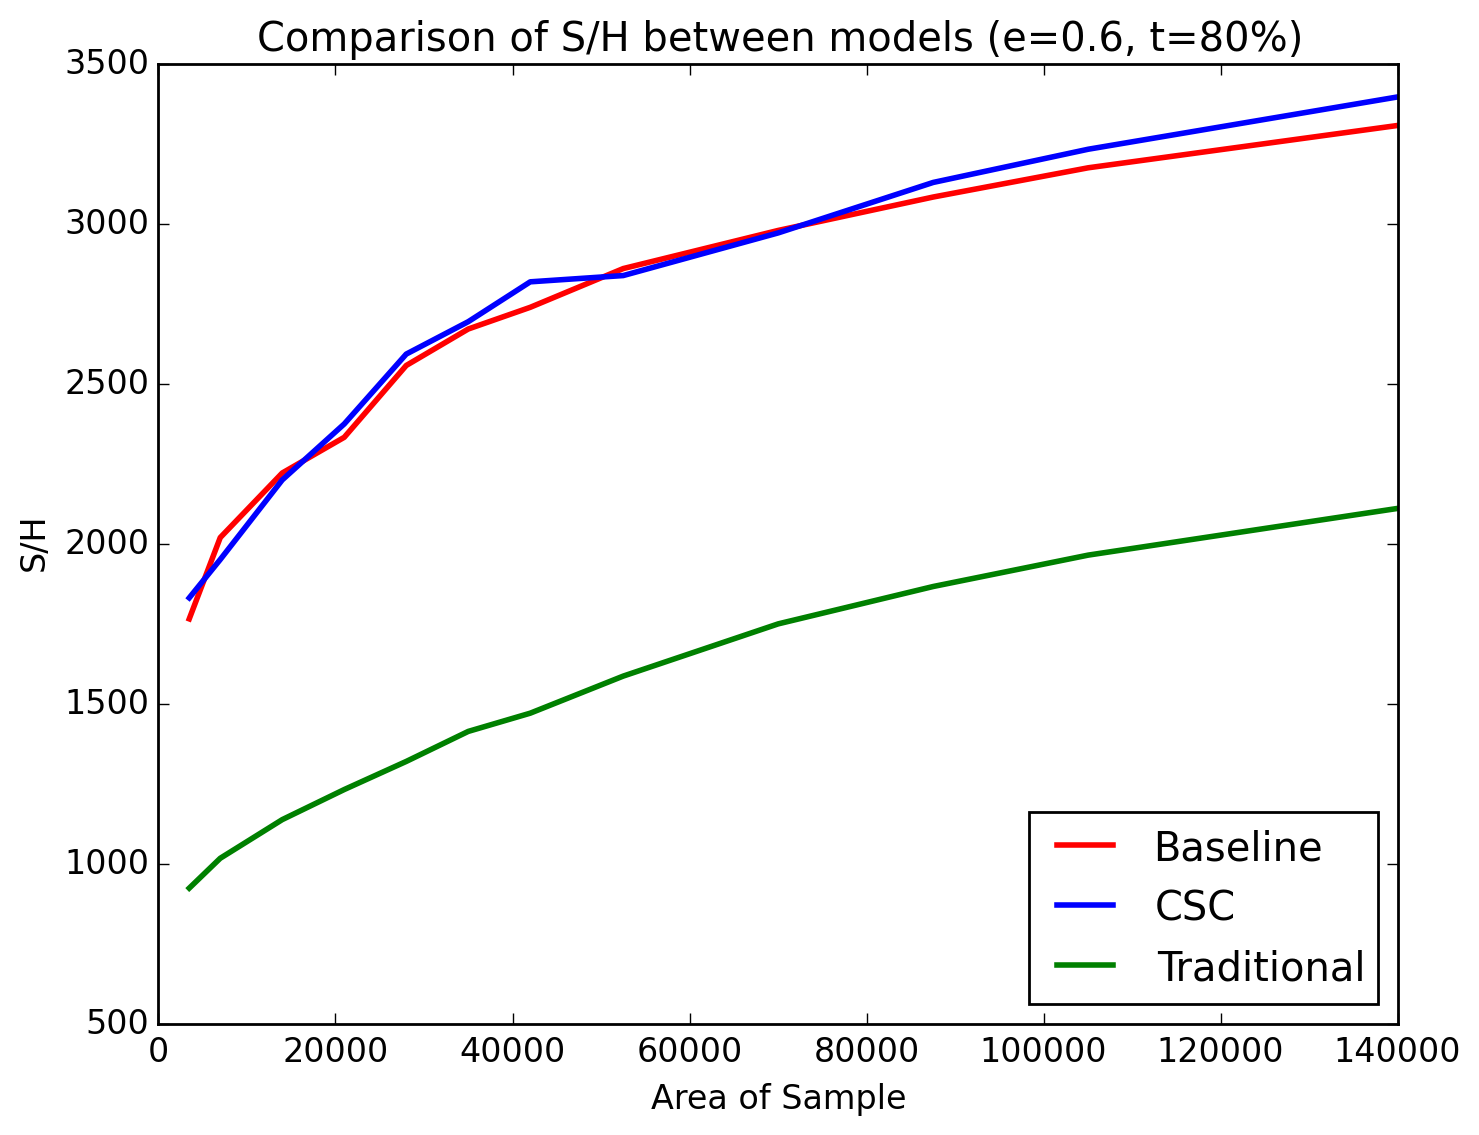 Comparison of S/H between models (e=0.6, t=80%)
3500
3000
2500
2000
1500
1000
500
S/H
0 20000 40000 60000 80000 100000 120000 140000
Area of Sample
Baseline
CSC
Traditional